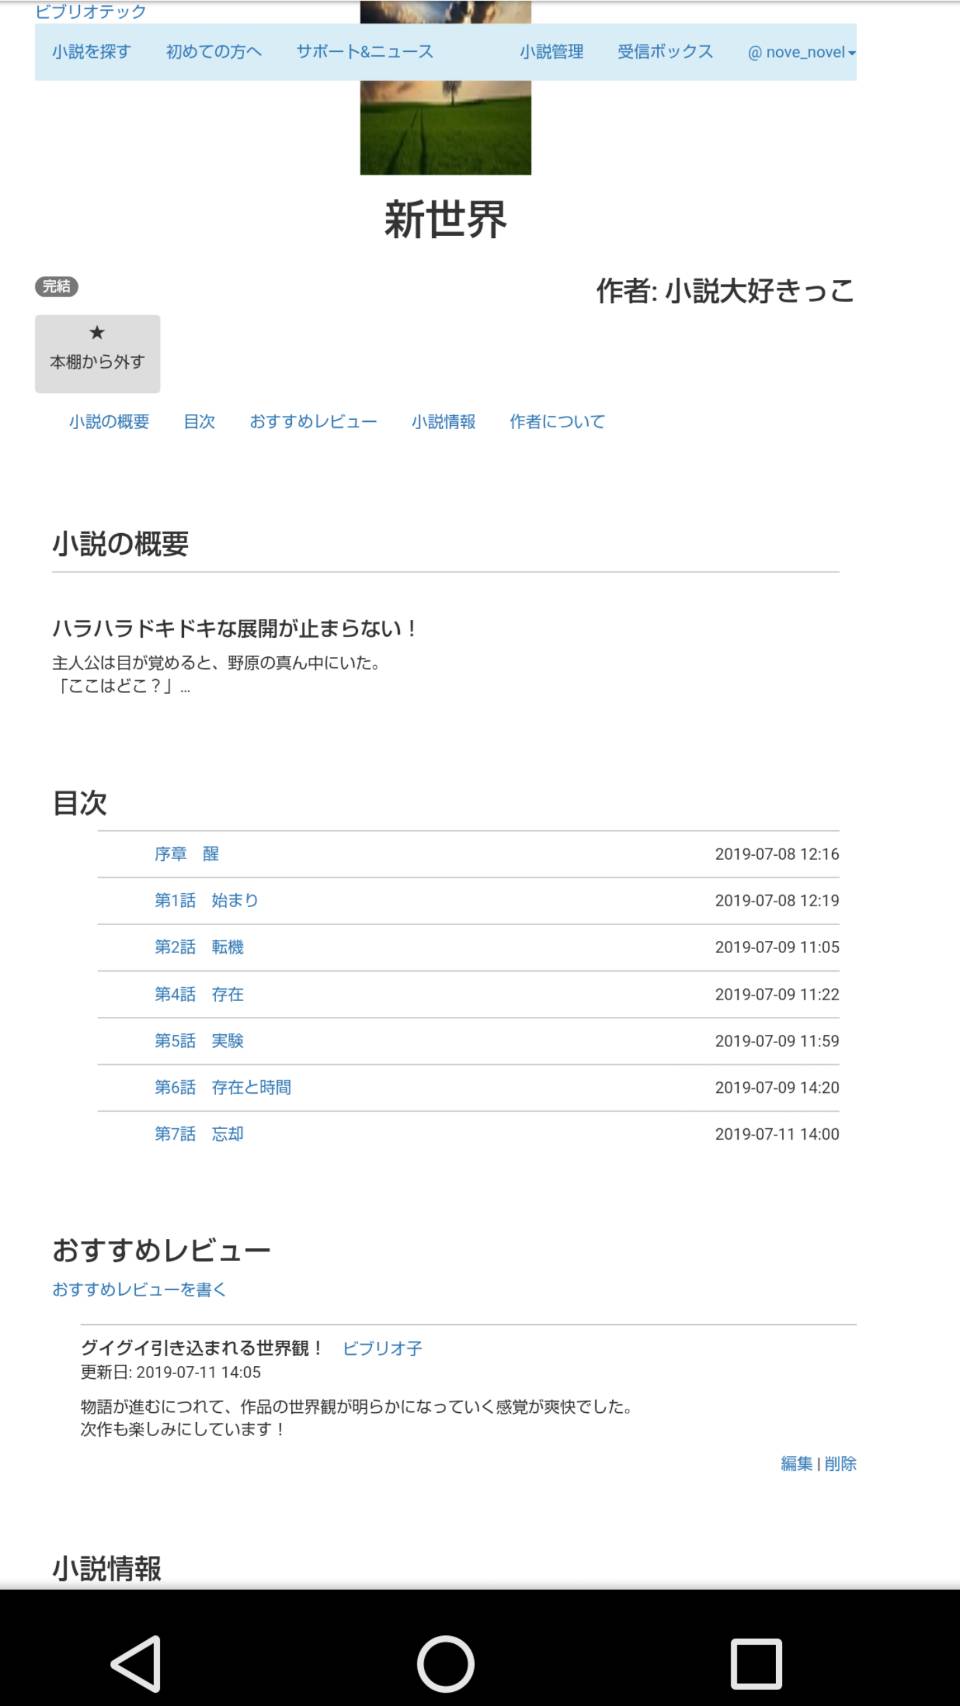 ビブリオテック
小説を探す 初めての方へ サポート&ニュース 小説管理 受信ボックス @ nove_novel
新世界
完結
作者: 小説大好きっこ
★
本棚から外す
小説の概要 目次 おすすめレビュー 小説情報 作者について
小説の概要
ハラハラドキドキな展開が止まらない！
主人公は目が覚めると、野原の真ん中にいた。
「ここはどこ？」...
目次
序章　醒 2019-07-08 12:16
第1話　始まり 2019-07-08 12:19
第2話　転機 2019-07-09 11:05
第4話　存在 2019-07-09 11:22
第5話　実験 2019-07-09 11:59
第6話　存在と時間 2019-07-09 14:20
第7話　忘却 2019-07-11 14:00
おすすめレビュー
おすすめレビューを書く
グイグイ引き込まれる世界観！ ビブリオ子
更新日: 2019-07-11 14:05
物語が進むにつれて、作品の世界観が明らかになっていく感覚が爽快でした。
次作も楽しみにしています！
編集 | 削除
小説情報